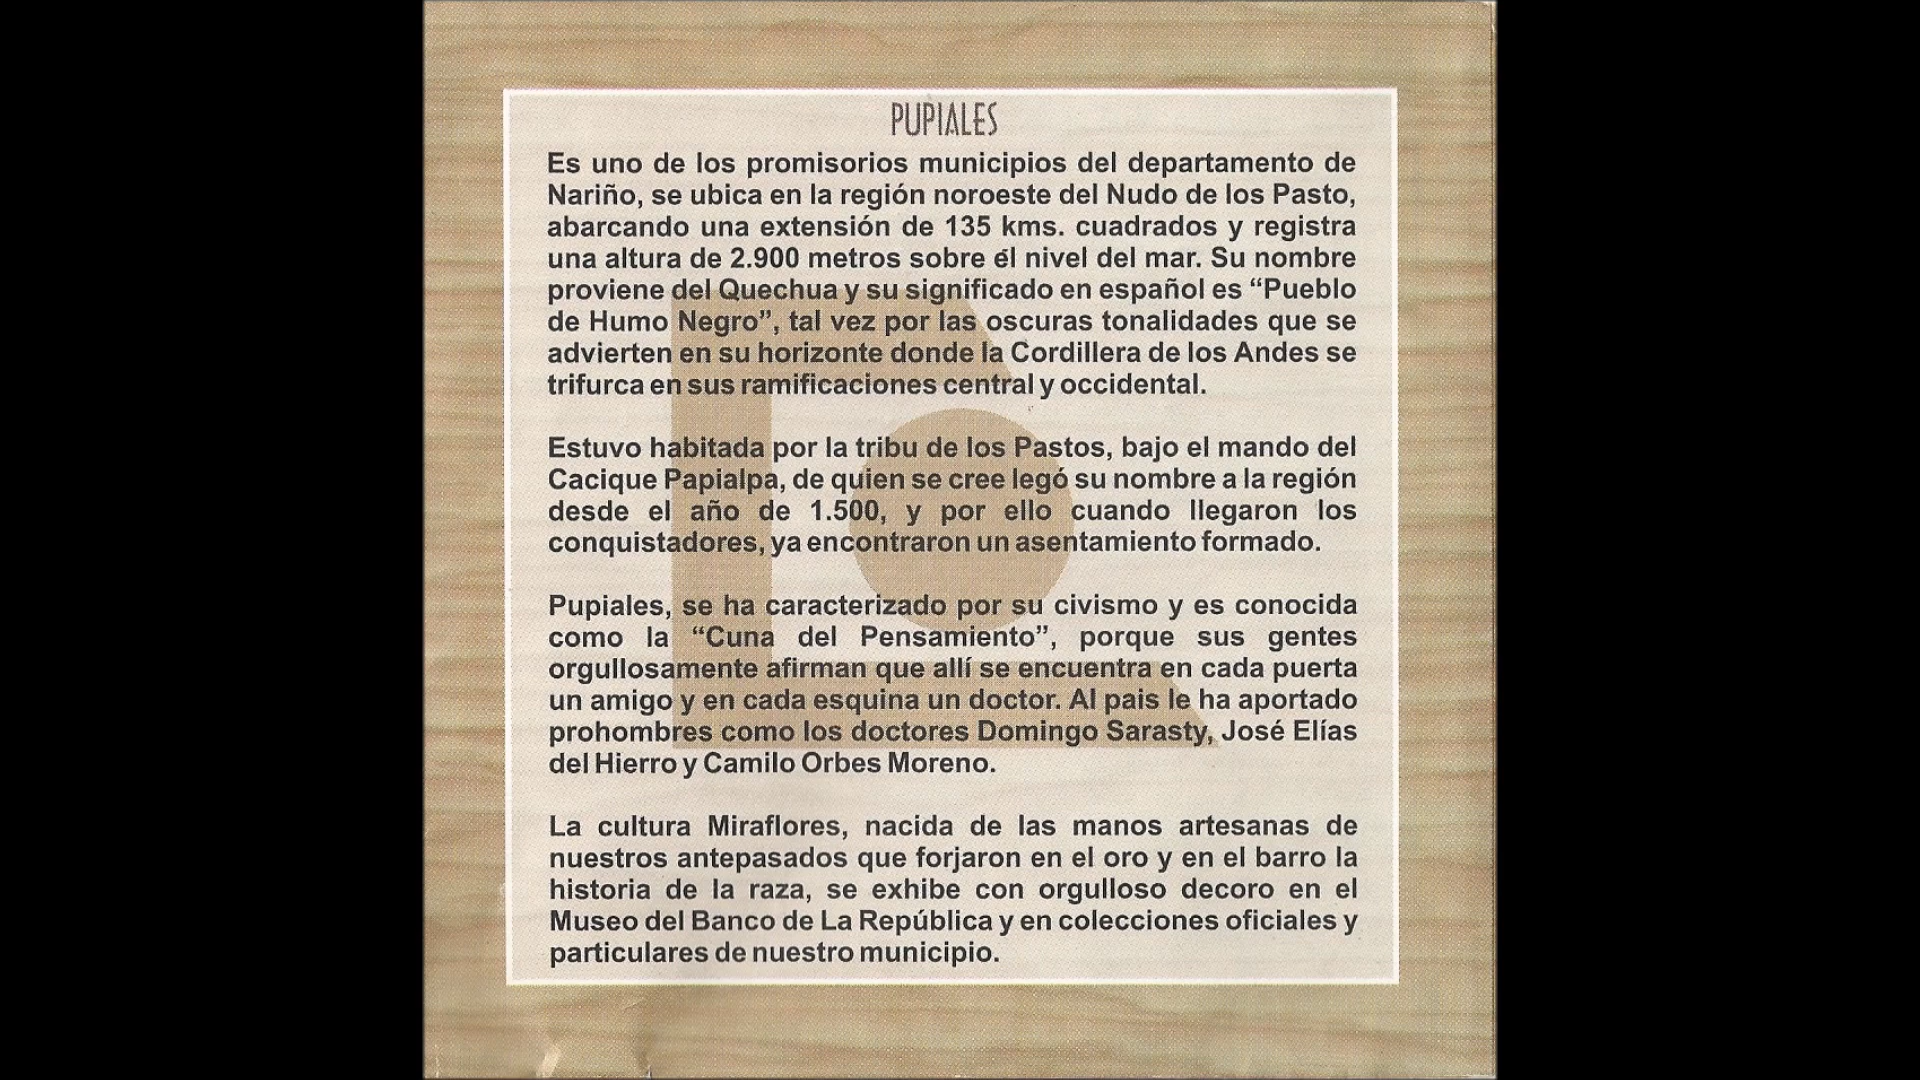 PUPIALES
Es uno de los promisorios municipios del departamento de
Nariño, se ubica en la región noroeste del Nudo de los Pasto,
abarcando una extensión de 135 kms. cuadrados y registra
una altura de 2.900 metros sobre él nivel del mar. Su nombre
proviene del Quechua y su significado en español es “Pueblo
de Humo Negro”, tal vez por las oscuras tonalidades que se
advierten en su horizonte donde la Cordillera de los Andes se
trifurca en sus ramificaciones central y occidental.
Estuvo habitada por la tribu de los Pastos, bajo el mando del
Cacique Papialpa, de quien se cree legó su nombre a la región
desde el año de 1.500, y por ello cuando llegaron los
conquistadores, ya encontraron un asentamiento formado.
Pupiales, se ha caracterizado por su civismo y es conocida
como la “Cuna del Pensamiento”, porque sus gentes
orgullosamente afirman que allí se encuentra en cada puerta
un amigo y en cada esquina un doctor. Al pais le ha aportado
prohombres como los doctores Domingo Sarasty, José Elías
del Hierro y Camilo Orbes Moreno.
La cultura Miraflores, nacida de las manos artesanas de
nuestros antepasados que forjaron en el oro y en el barro la
historia de la raza, se exhibe con orgulloso decoro en el
Museo del Banco de La República y en colecciones oficiales y
particulares de nuestro municipio.